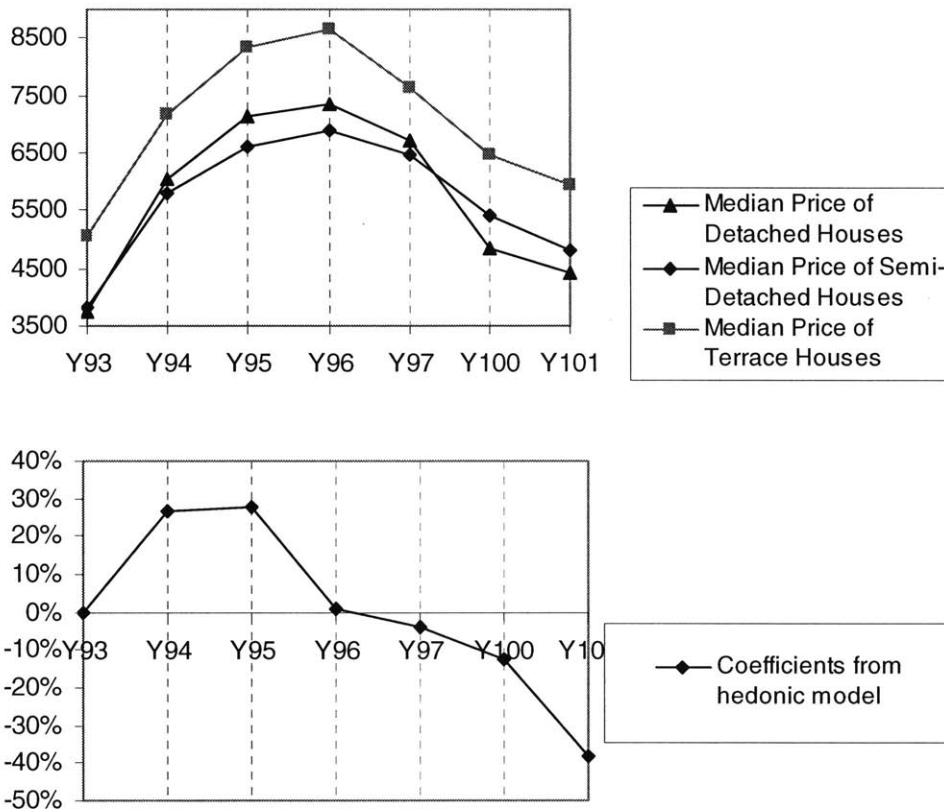 8500
7500
6500
5500
4500
3500
Y93 Y94 Y95 Y96 Y97 Y100 Y101
Median Price of
Detached Houses
Median Price of Semi-
Detached Houses
Median Price of
Terrace Houses
40%
30%
20%
10%
0%
-10%
-20%
-30%
-40%
-50%
Y93 Y94 Y95 Y96 Y97 Y100 Y10
Coefficients from
hedonic model